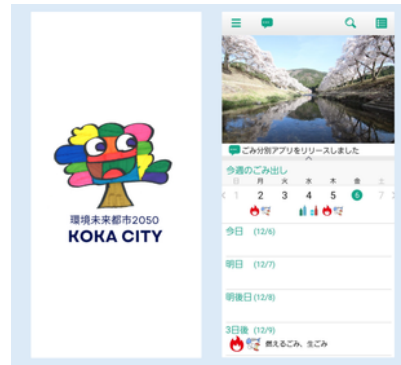 環境未来都市2050
KOKA CITY
ごみ分別アプリをリリースしました
今週のごみ出し
日 月 火 水 木 金 土
1 2 3 4 5 6 7
今日 (12/6)
明日 (12/7)
明後日 (12/8)
3日後 (12/9)
燃えるごみ、生ごみ